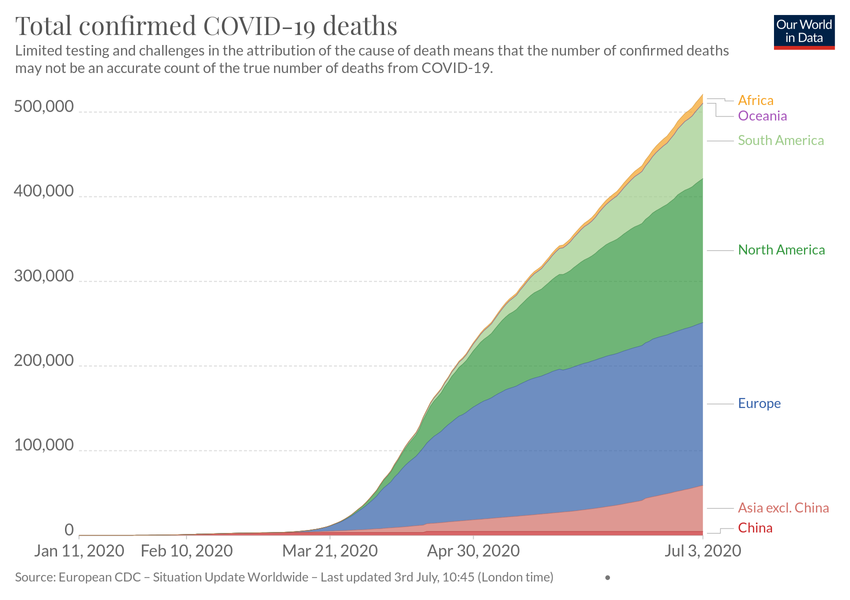 Total confirmed COVID-19 deaths
Our World
in Data
Limited testing and challenges in the attribution of the cause of death means that the number of confirmed deaths
may not be an accurate count of the true number of deaths from COVID-19.
500,000
400,000
300,000
200,000
100,000
0
Africa
Oceania
South America
North America
Europe
Asia excl. China
China
Jan 11, 2020
Feb 10, 2020
Mar 21, 2020
Apr 30, 2020
Jul 3, 2020
Source: European CDC – Situation Update Worldwide – Last updated 3rd July, 10:45 (London time)